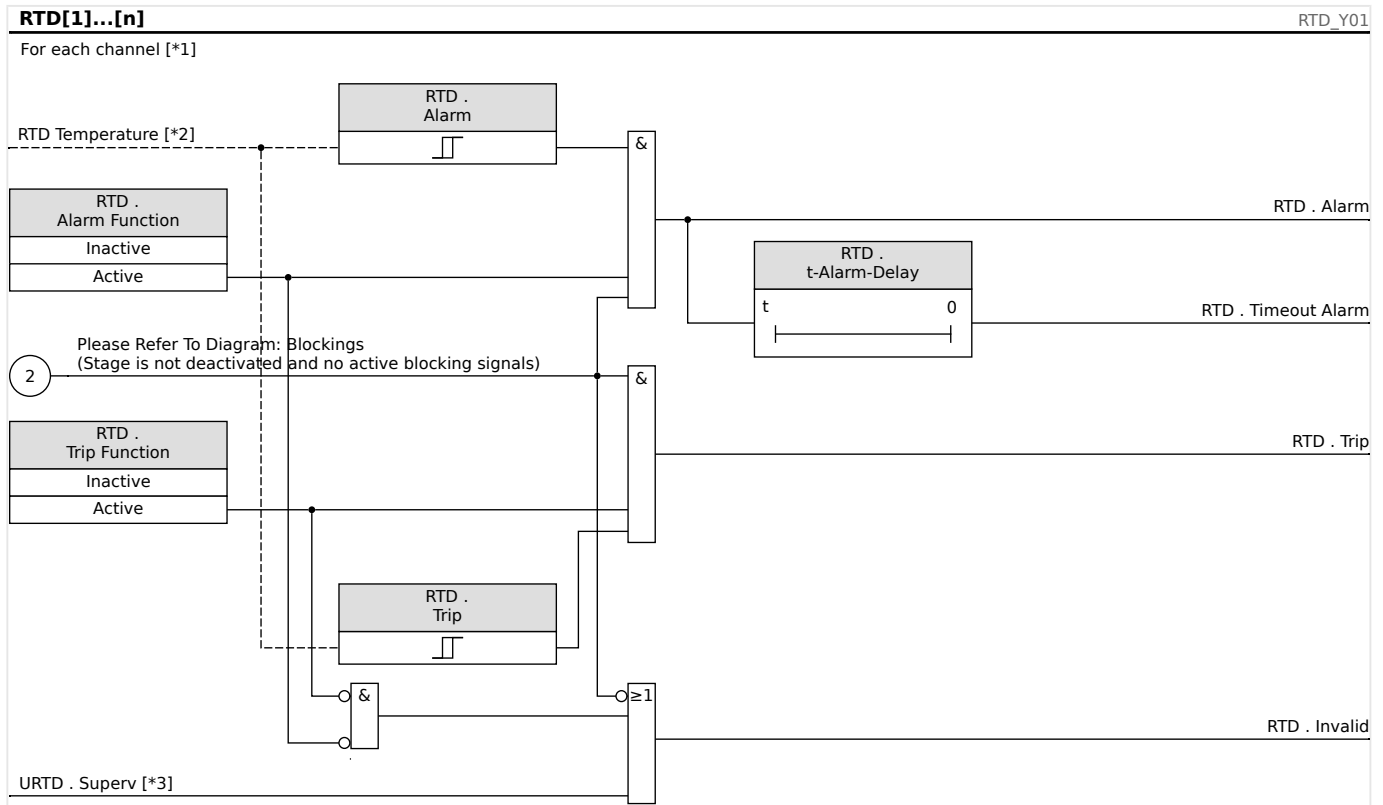 RTD[1]...[n]
RTD_Y01
For each channel [*1]
RTD .
Alarm
RTD Temperature [*2]
&
RTD .
Alarm Function
Inactive
Active
RTD . Alarm
RTD .
t-Alarm-Delay
t 0
RTD . Timeout Alarm
Please Refer To Diagram: Blockings
(Stage is not deactivated and no active blocking signals)
2
&
RTD .
Trip Function
Inactive
Active
RTD . Trip
RTD .
Trip
&
≥1
RTD . Invalid
URTD . Superv [*3]